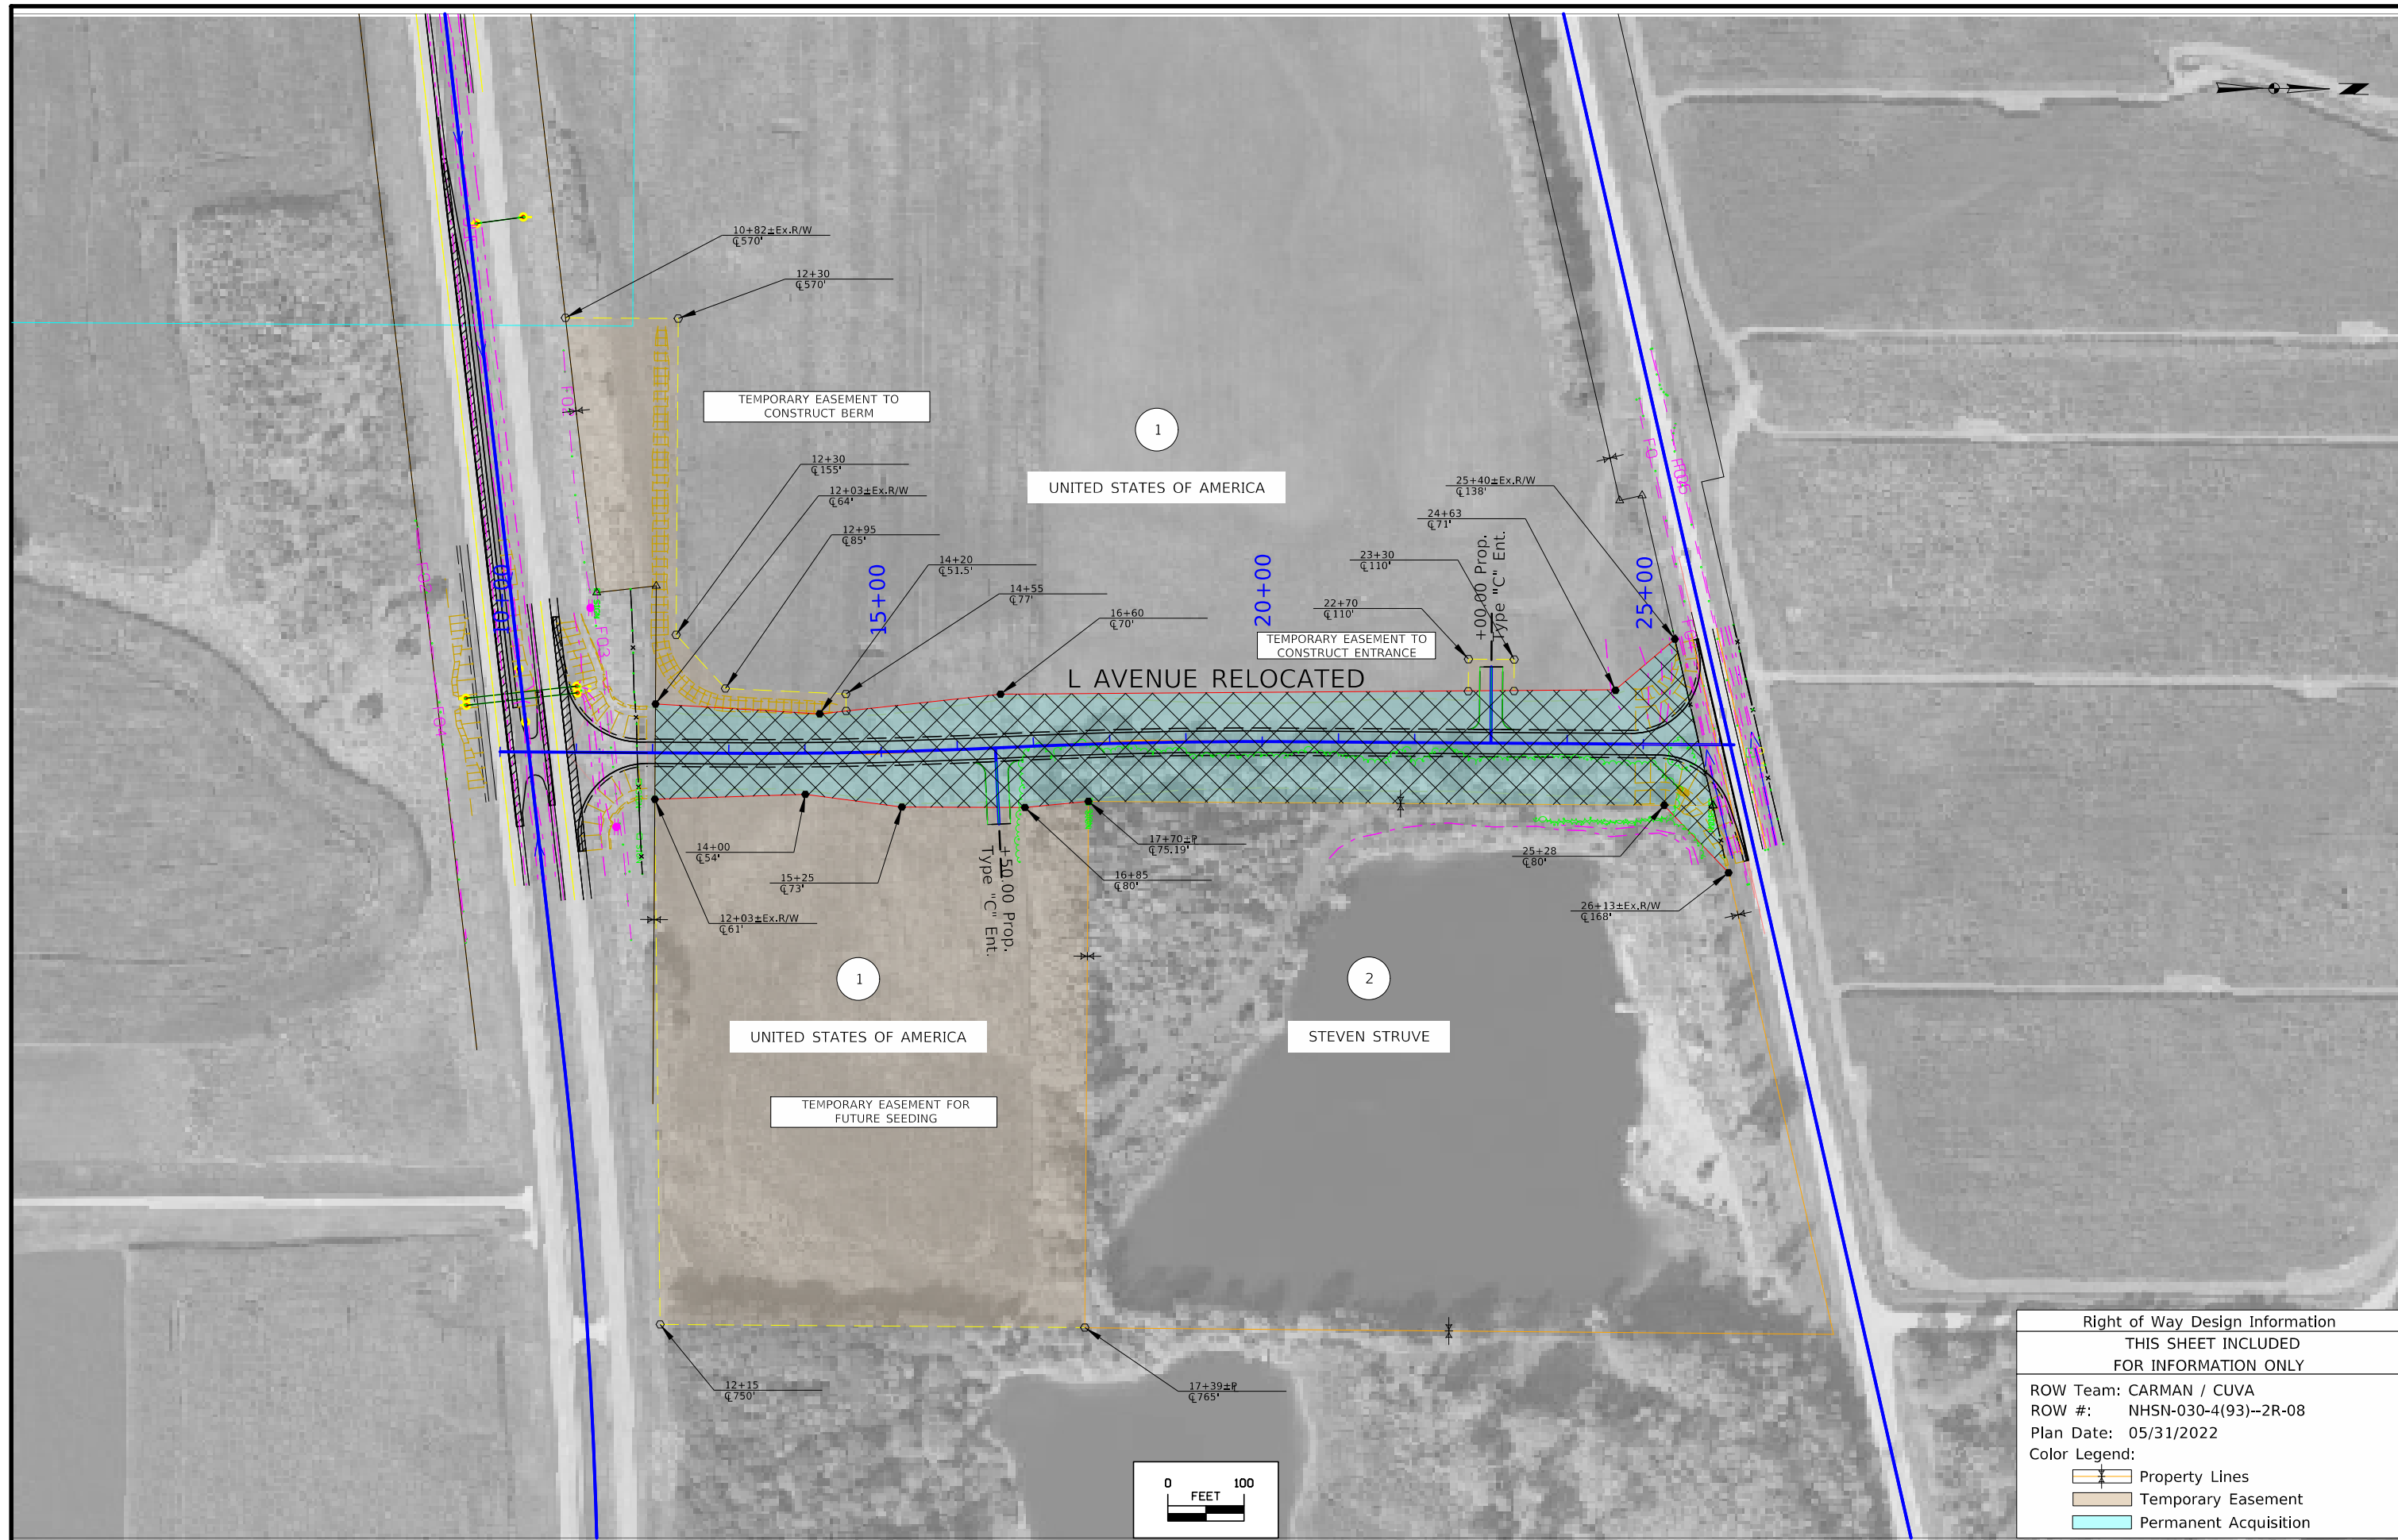 10+82±Ex.R/W
℄570'
12+30
℄570'
TEMPORARY EASEMENT TO
CONSTRUCT BERM
1
UNITED STATES OF AMERICA
12+30
℄155'
12+03±Ex.R/W
℄64'
12+95
℄85'
14+20
℄51.5'
14+55
℄77'
16+60
℄70'
25+40±Ex.R/W
℄138'
24+63
℄71'
23+30
℄110'
22+70
℄110'
+00.00 Prop.
Type "C" Ent.
10+00
15+00
20+00
25+00
TEMPORARY EASEMENT TO
CONSTRUCT ENTRANCE
L AVENUE RELOCATED
F03
F04
FO
14+00
℄54'
15+25
℄73'
12+03±Ex.R/W
℄61'
+50.00 Prop.
Type "C" Ent.
17+70±P
℄75.19'
16+85
℄80'
25+28
℄80'
26+13±Ex.R/W
℄168'
1
UNITED STATES OF AMERICA
2
STEVEN STRUVE
TEMPORARY EASEMENT FOR
FUTURE SEEDING
12+15
℄750'
17+39±P
℄765'
0 100
FEET
Right of Way Design Information
THIS SHEET INCLUDED
FOR INFORMATION ONLY
ROW Team: CARMAN / CUVA
ROW #: NHSN-030-4(93)--2R-08
Plan Date: 05/31/2022
Color Legend:
Property Lines
Temporary Easement
Permanent Acquisition